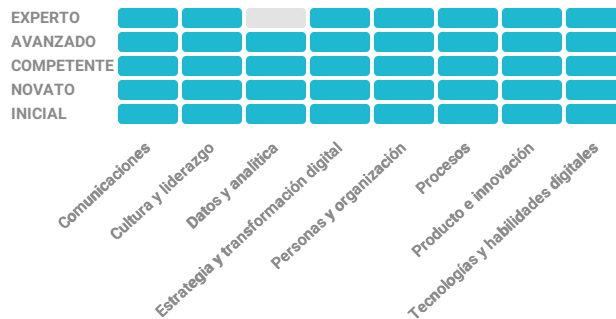 EXPERTO
AVANZADO
COMPETENTE
NOVATO
INICIAL
Comunicaciones
Cultura y liderazgo
Datos y analítica
Estrategia y transformación digital
Personas y organización
Procesos
Producto e innovación
Tecnologías y habilidades digitales